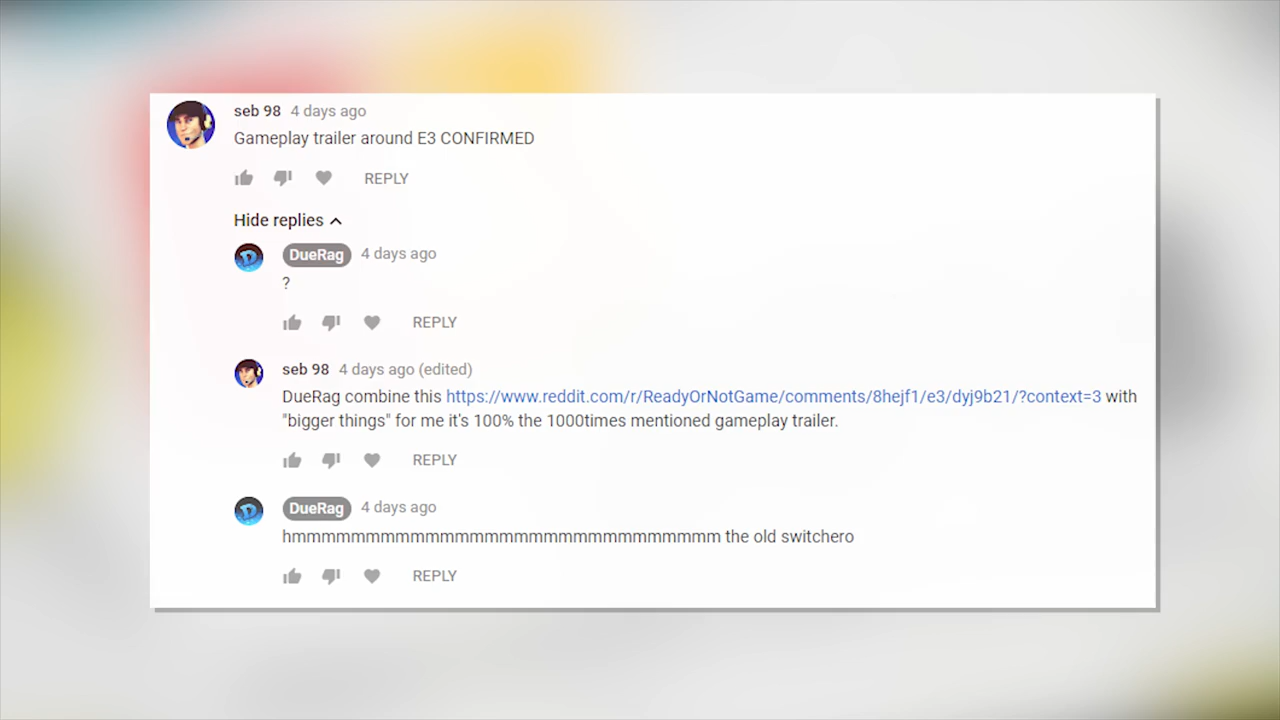 seb 98 4 days ago
Gameplay trailer around E3 CONFIRMED
REPLY
Hide replies
DueRag 4 days ago
?
REPLY
seb 98 4 days ago (edited)
DueRag combine this https://www.reddit.com/r/ReadyOrNotGame/comments/8hejf1/e3/dyj9b21/?context=3 with
"bigger things" for me it's 100% the 1000times mentioned gameplay trailer.
REPLY
DueRag 4 days ago
hmmmmmmmmmmmmmmmmmmmmmmmmmmmmm the old switchero
REPLY